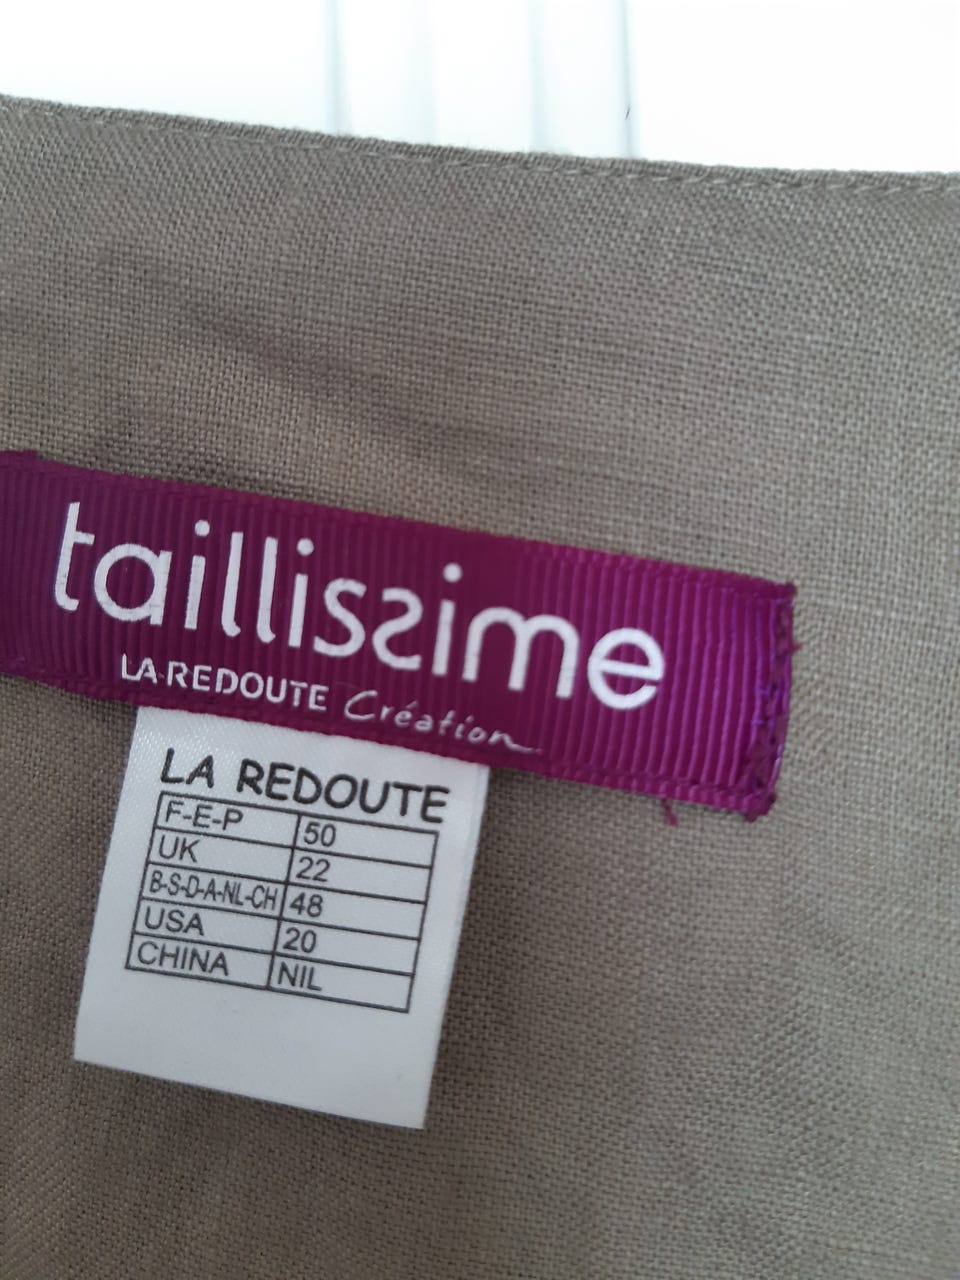 taillissime
LA REDOUTE Création
LA REDOUTE
F-E-P 50
UK 22
B-S-D-A-NL-CH 48
USA 20
CHINA NIL